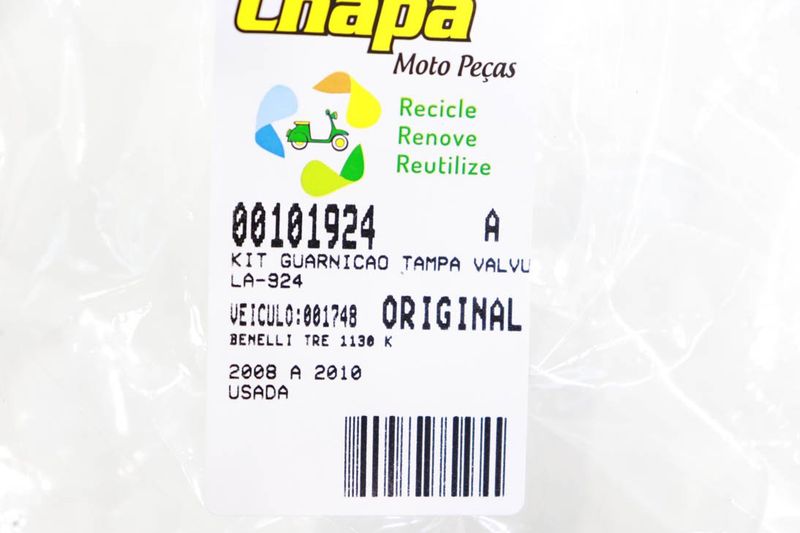 Chapa
Moto Peças
Recicle
Renove
Reutilize
00101924 A
KIT GUARNICAO TAMPA VALVU
LA-924
VEICULO:001748 ORIGINAL
BENELLI TRE 1130 K
2008 A 2010
USADA